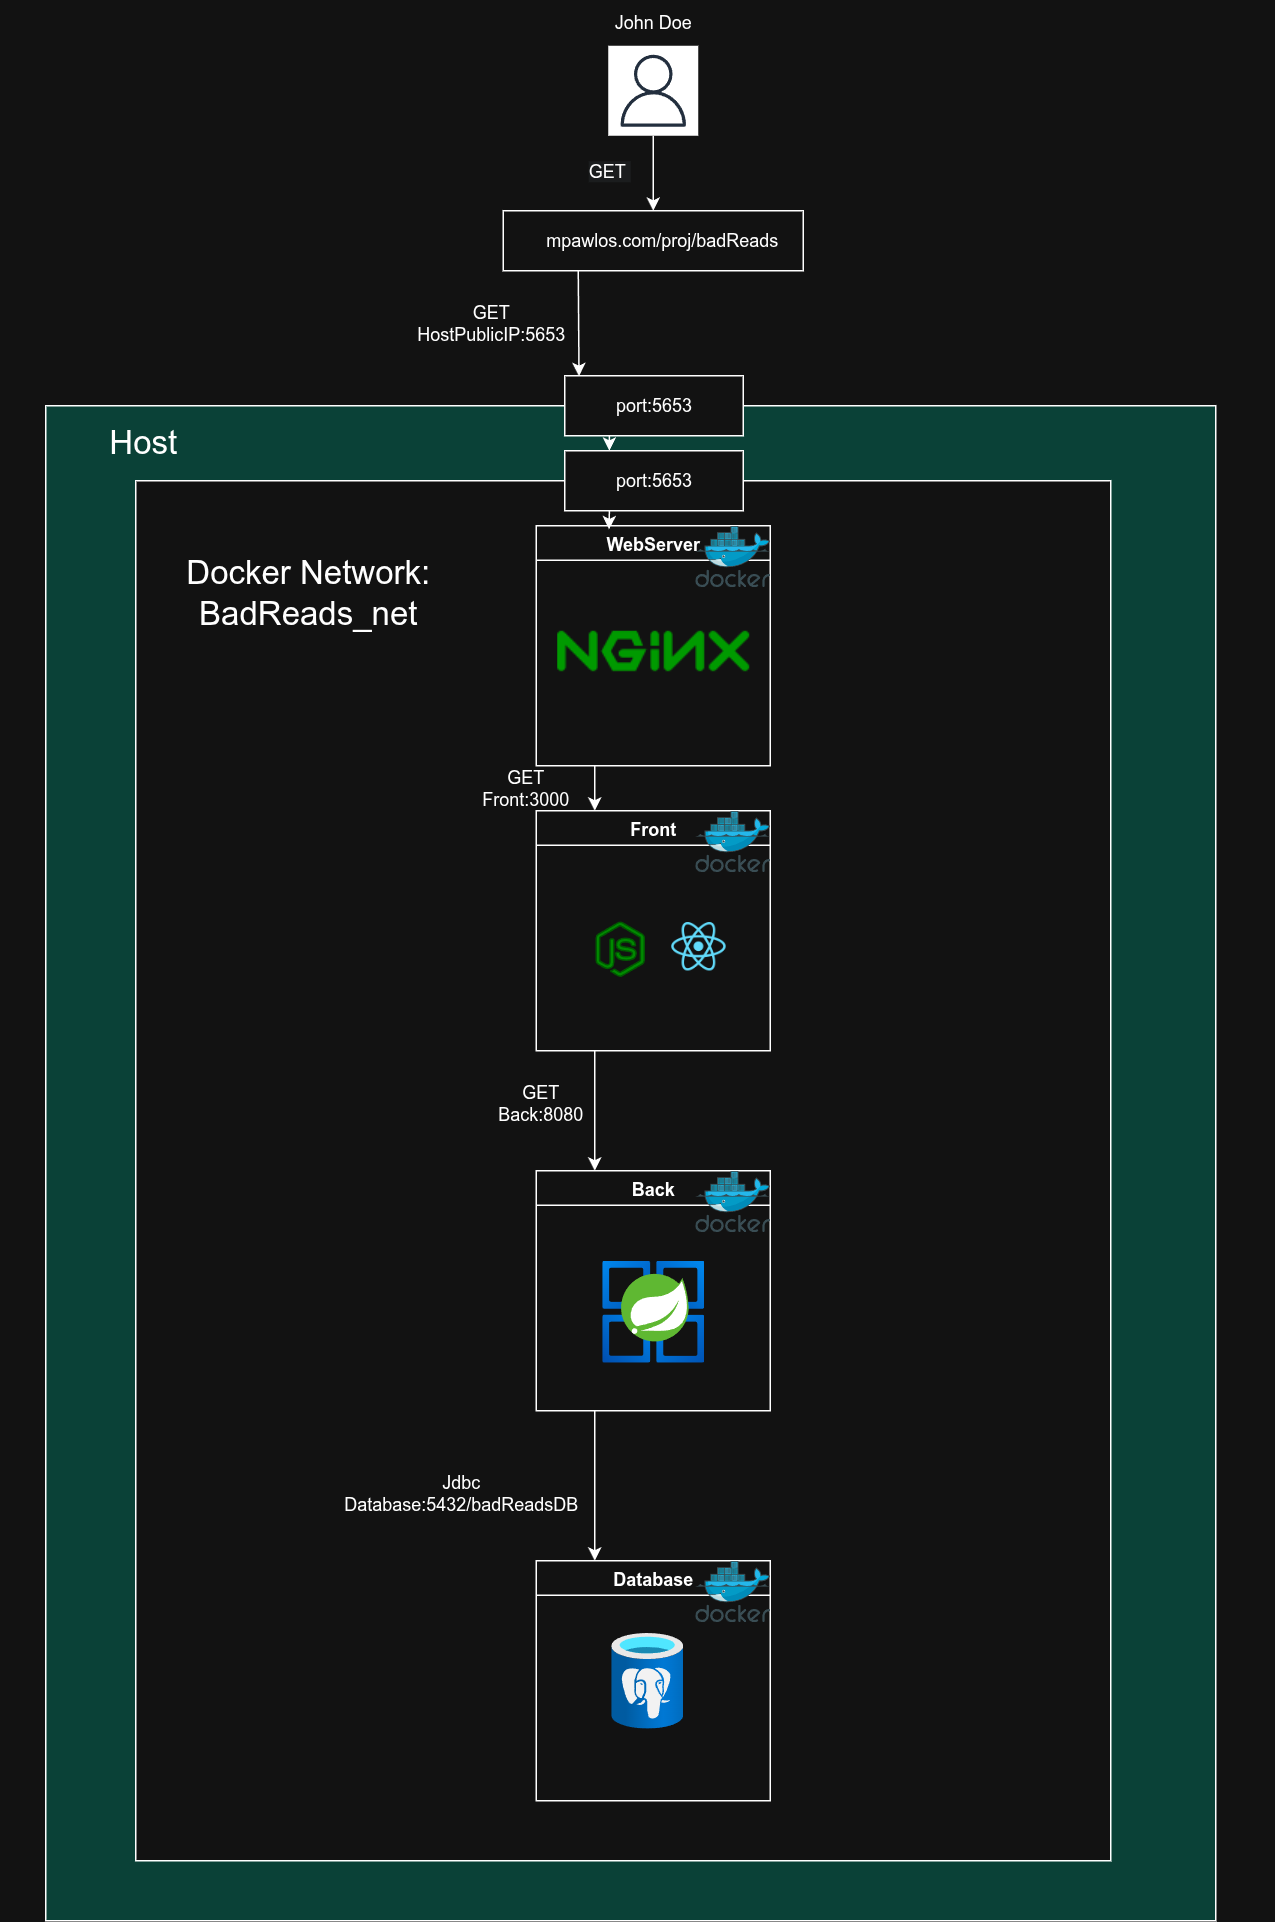 John Doe
GET
mpawlos.com/proj/badReads
GET
HostPublicIP:5653
port:5653
Host
port:5653
WebServer
docker
Docker Network:
BadReads_net
NGINX
GET
Front:3000
Front
docker
JS
GET
Back:8080
Back
docker
Jdbc
Database:5432/badReadsDB
Database
docker